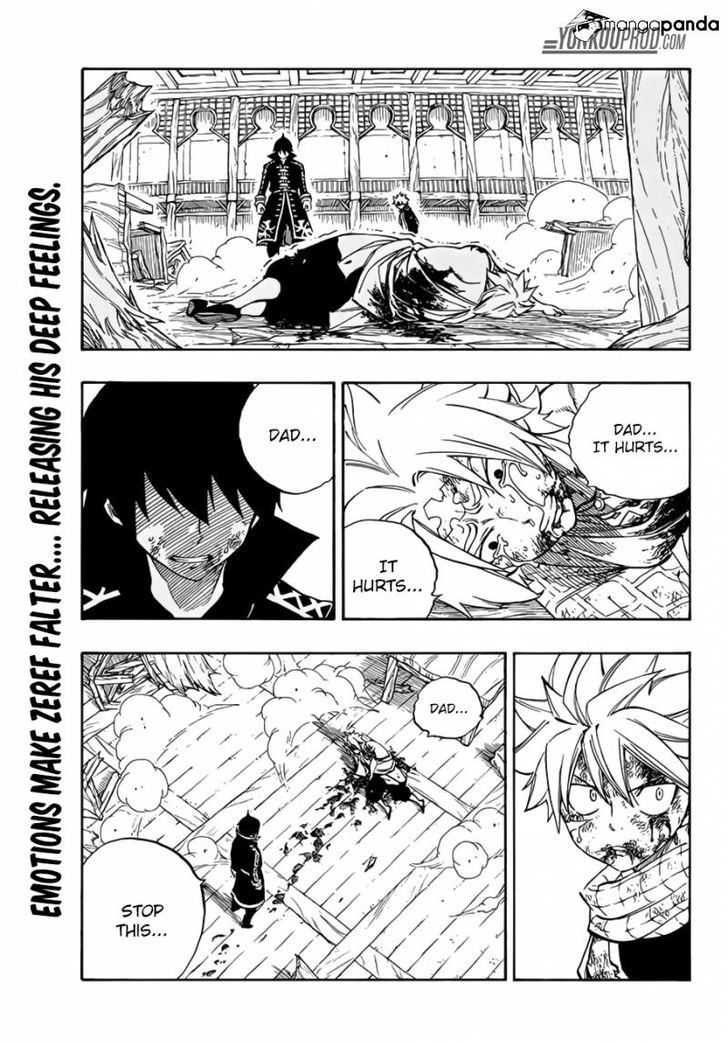 mangapanda
YONKOUPROD.COM
EMOTIONS MAKE ZEREF FALTER.... RELEASING HIS DEEP FEELINGS.
DAD...
IT HURTS...
IT
HURTS...
DAD...
DAD...
STOP
THIS...